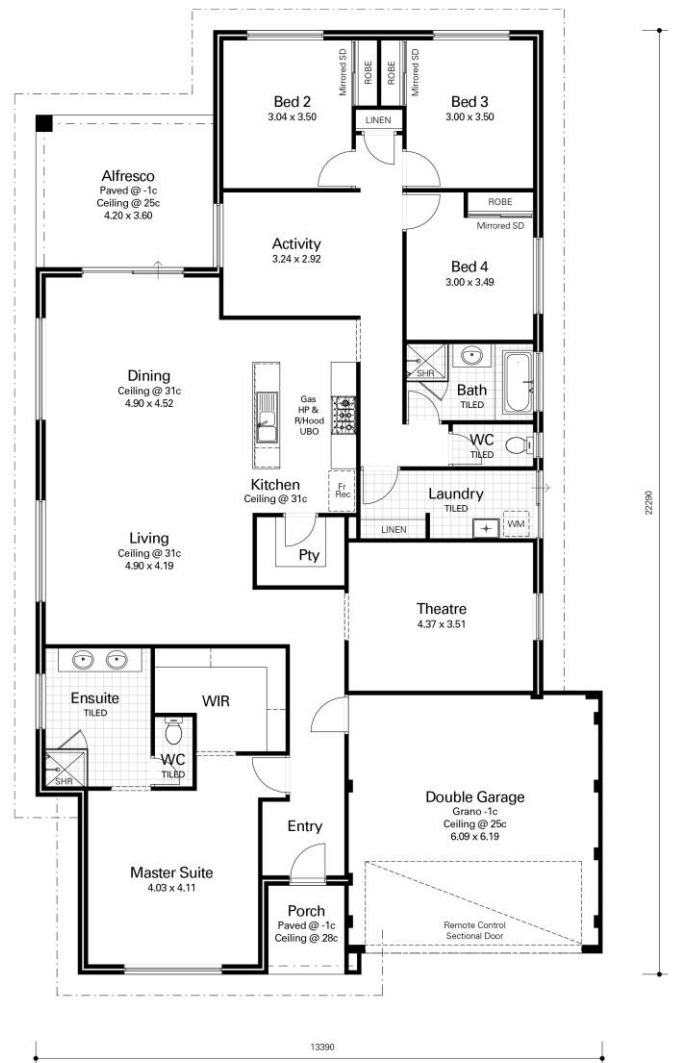 Bed 2
3.04 x 3.50
Mirrored SD
ROBE
ROBE
Mirrored SD
Bed 3
3.00 x 3.50
LINEN
Alfresco
Paved @ -1c
Ceiling @ 25c
4.20 x 3.60
Activity
3.24 x 2.92
ROBE
Mirrored SD
Bed 4
3.00 x 3.49
Dining
Ceiling @ 31c
4.90 x 4.52
Gas
HP &
R/Hood
UBO
SHR
Bath
TILED
WC
TILED
Kitchen
Ceiling @ 31c
Fr
Rec
Laundry
TILED
LINEN
WM
Living
Ceiling @ 31c
4.90 x 4.19
Pty
Theatre
4.37 x 3.51
Ensuite
TILED
WIR
WC
TILED
SHR
Entry
Double Garage
Grano -1c
Ceiling @ 25c
6.09 x 6.19
Master Suite
4.03 x 4.11
Porch
Paved @ -1c
Ceiling @ 28c
Remote Control
Sectional Door
22290
13390